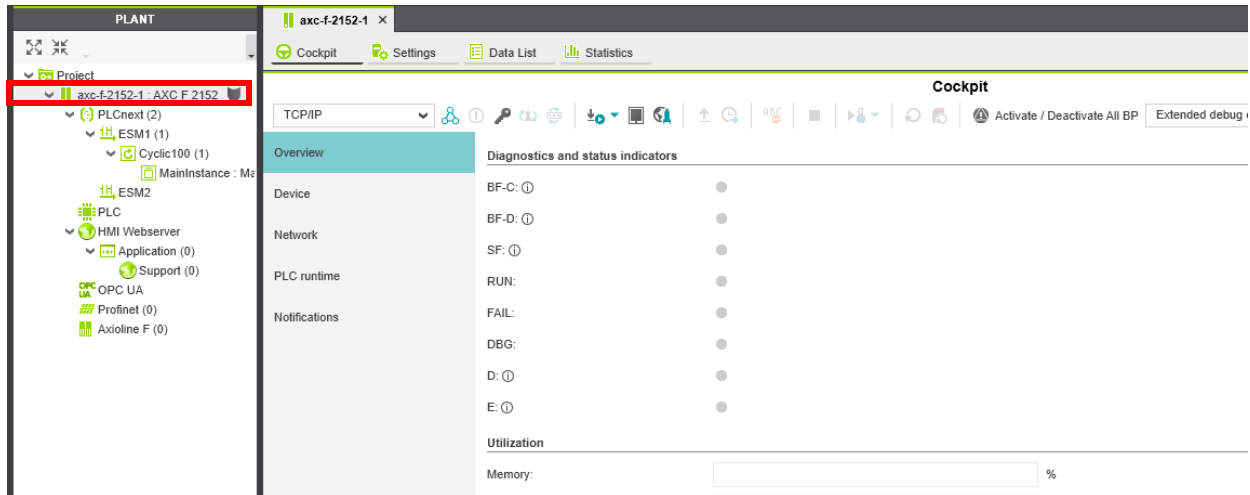 PLANT
Project
axc-f-2152-1 : AXC F 2152
PLCnext (2)
ESM1 (1)
Cyclic100 (1)
MainInstance : Ma
ESM2
PLC
HMI Webserver
Application (0)
Support (0)
OPC UA OPC UA
Profinet (0)
Axioline F (0)
axc-f-2152-1 ×
Cockpit Settings Data List Statistics
Cockpit
TCP/IP ABC Activate / Deactivate All BP Extended debug
Overview
Device
Network
PLC runtime
Notifications
Diagnostics and status indicators
BF-C:
BF-D:
SF:
RUN:
FAIL:
DBG:
D:
E:
Utilization
Memory: %